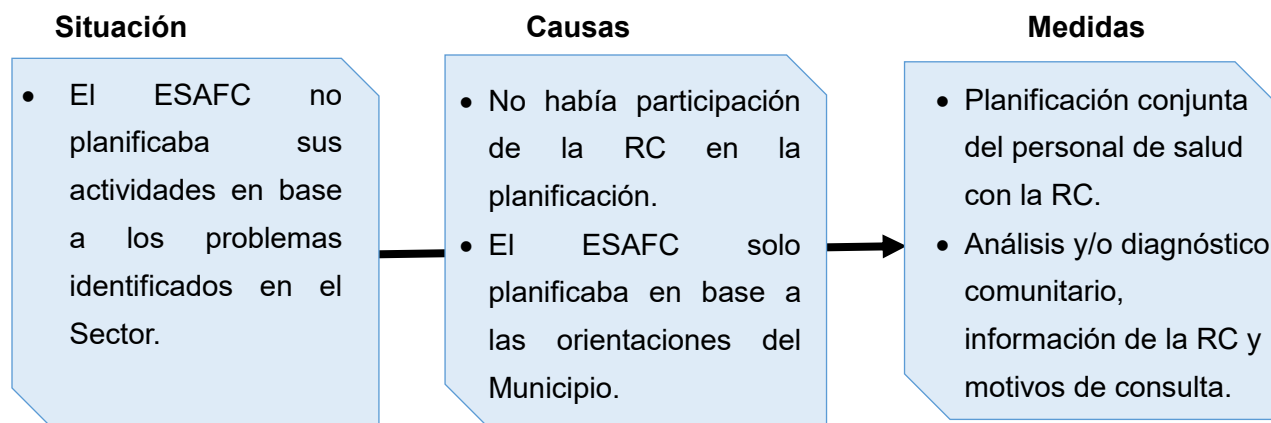 Situación
El ESAFC no
planificaba sus
actividades en base
a los problemas
identificados en el
Sector.
Causas
• No había participación
de la RC en la
planificación.
• El ESAFC solo
planificaba en base a
las orientaciones del
Municipio.
Medidas
• Planificación conjunta
del personal de salud
con la RC.
• Análisis y/o diagnóstico
comunitario,
información de la RC y
motivos de consulta.